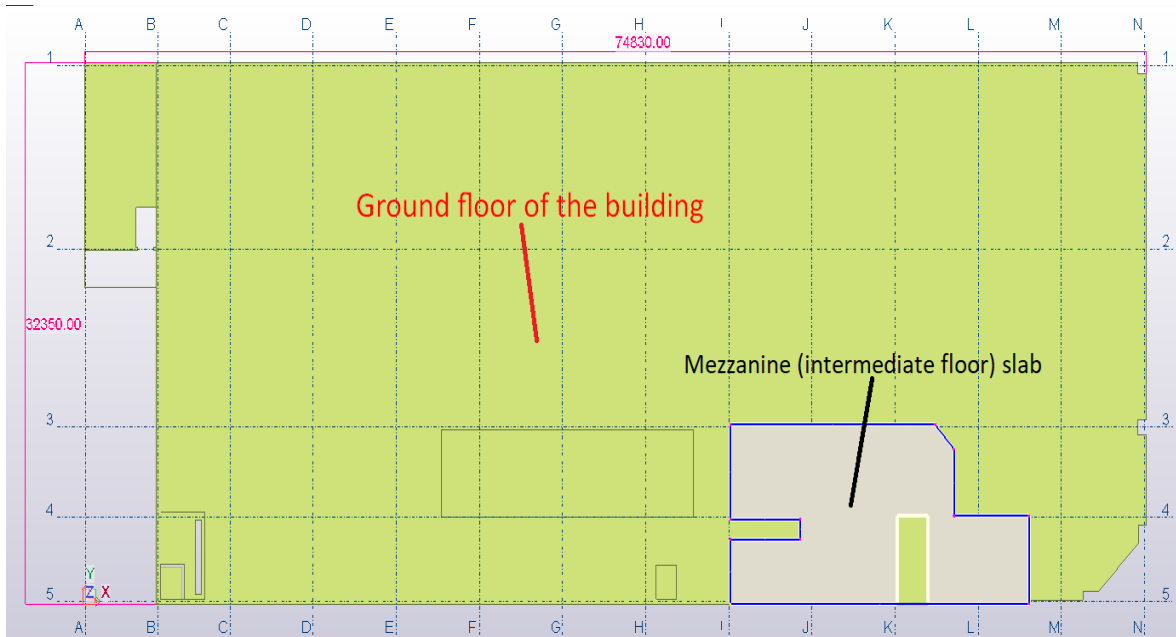 A B C D E F G H I J K L M N
74830.00
1 1
Ground floor of the building
2 2
32350.00
Mezzanine (intermediate floor) slab
3 3
4 4
Y
Z X
5 5
A B C D E F G H I J K L M N